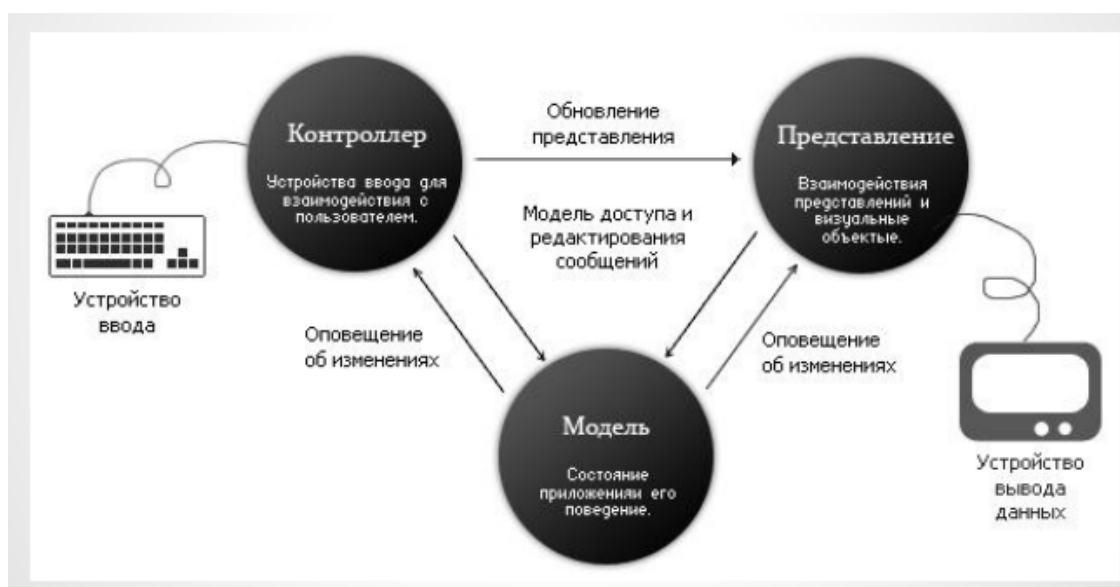 Контроллер
Устройства ввода для
взаимодействия с
пользователем.
Обновление
представления
Представление
Взаимодействия
представлений и
визуальные
объектые.
Модель доступа и
редактирования
сообщений
Устройство
ввода
Оповещение
об изменениях
Оповещение
об изменениях
Модель
Состояние
приложенияли его
поведение.
Устройство
вывода
данных